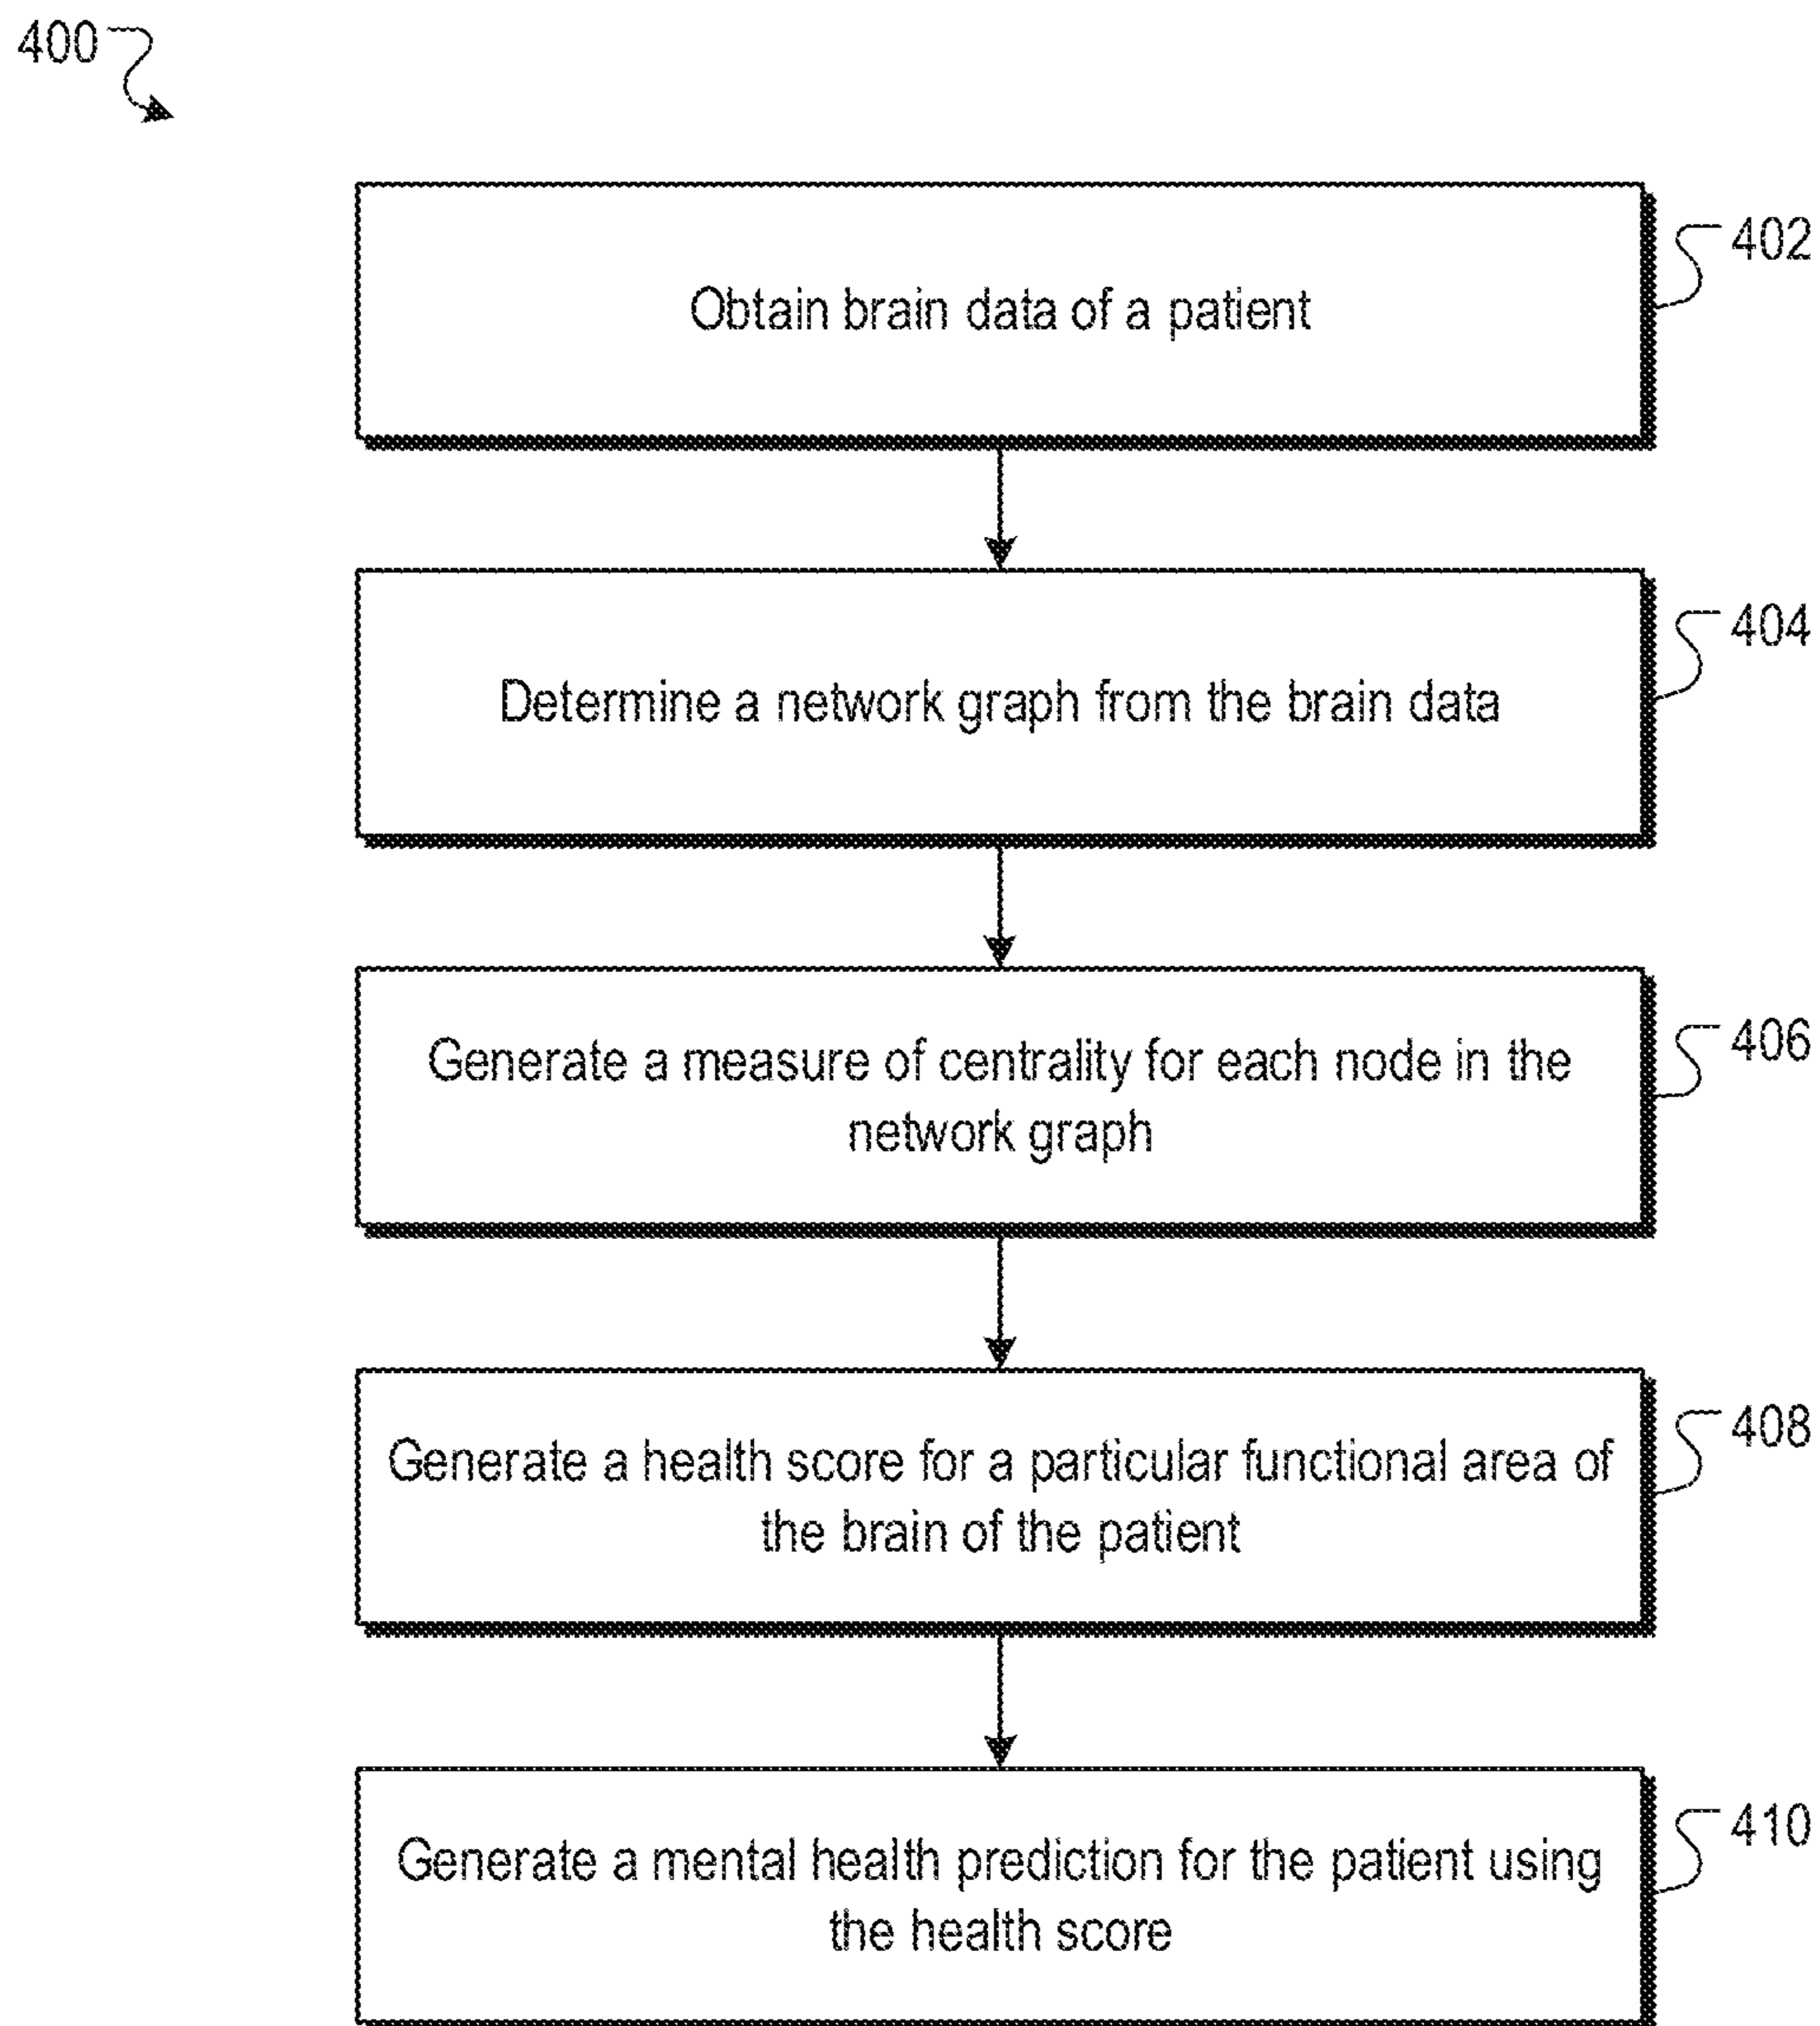 400
Obtain brain data of a patient
402
Determine a network graph from the brain data
404
Generate a measure of centrality for each node in the
network graph
406
Generate a health score for a particular functional area of
the brain of the patient
408
Generate a mental health prediction for the patient using
the health score
410